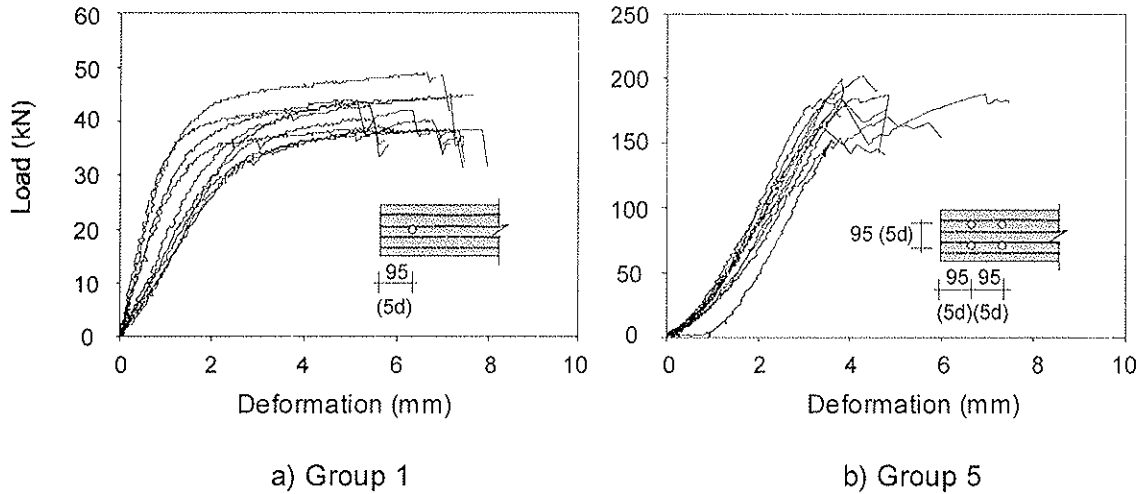 60
50
40
30
20
10
0
Load (kN)
0 2 4 6 8 10
Deformation (mm)
95
(5d)
a) Group 1
250
200
150
100
50
0
0 2 4 6 8 10
Deformation (mm)
95 (5d)
95 95
(5d)(5d)
b) Group 5